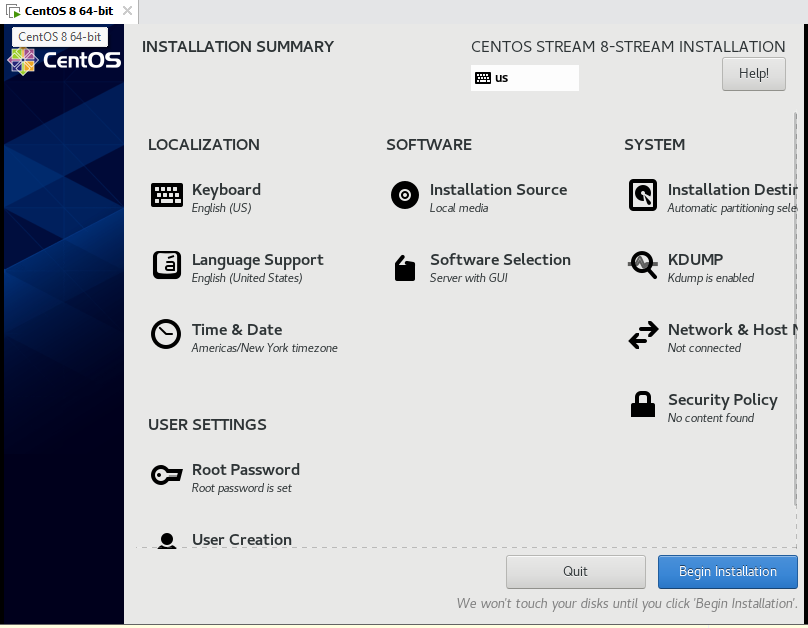 CentOS 8 64-bit
CentOS 8 64-bit
CentOS
INSTALLATION SUMMARY
CENTOS STREAM 8-STREAM INSTALLATION
us
Help!
LOCALIZATION
Keyboard
English (US)
Language Support
English (United States)
Time & Date
Americas/New York timezone
SOFTWARE
Installation Source
Local media
Software Selection
Server with GUI
SYSTEM
Installation Destin
Automatic partitioning sele
KDUMP
Kdump is enabled
Network & Host N
Not connected
Security Policy
No content found
USER SETTINGS
Root Password
Root password is set
User Creation
Quit
Begin Installation
We won't touch your disks until you click 'Begin Installation'.